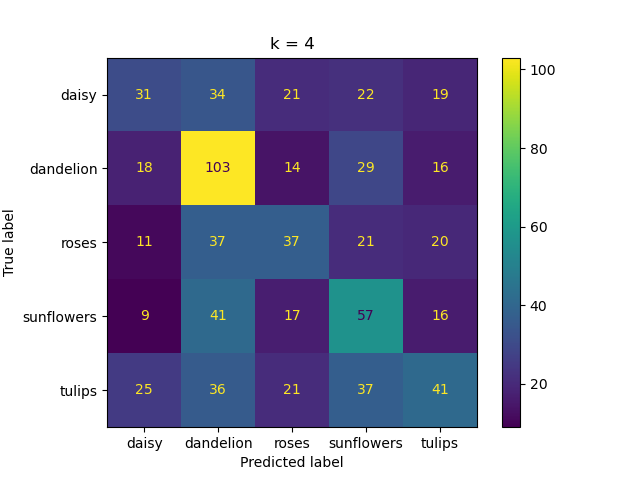 k = 4
daisy 31 34 21 22 19
dandelion 18 103 14 29 16
roses 11 37 37 21 20
sunflowers 9 41 17 57 16
tulips 25 36 21 37 41
daisy dandelion roses sunflowers tulips
Predicted label
True label
100
80
60
40
20